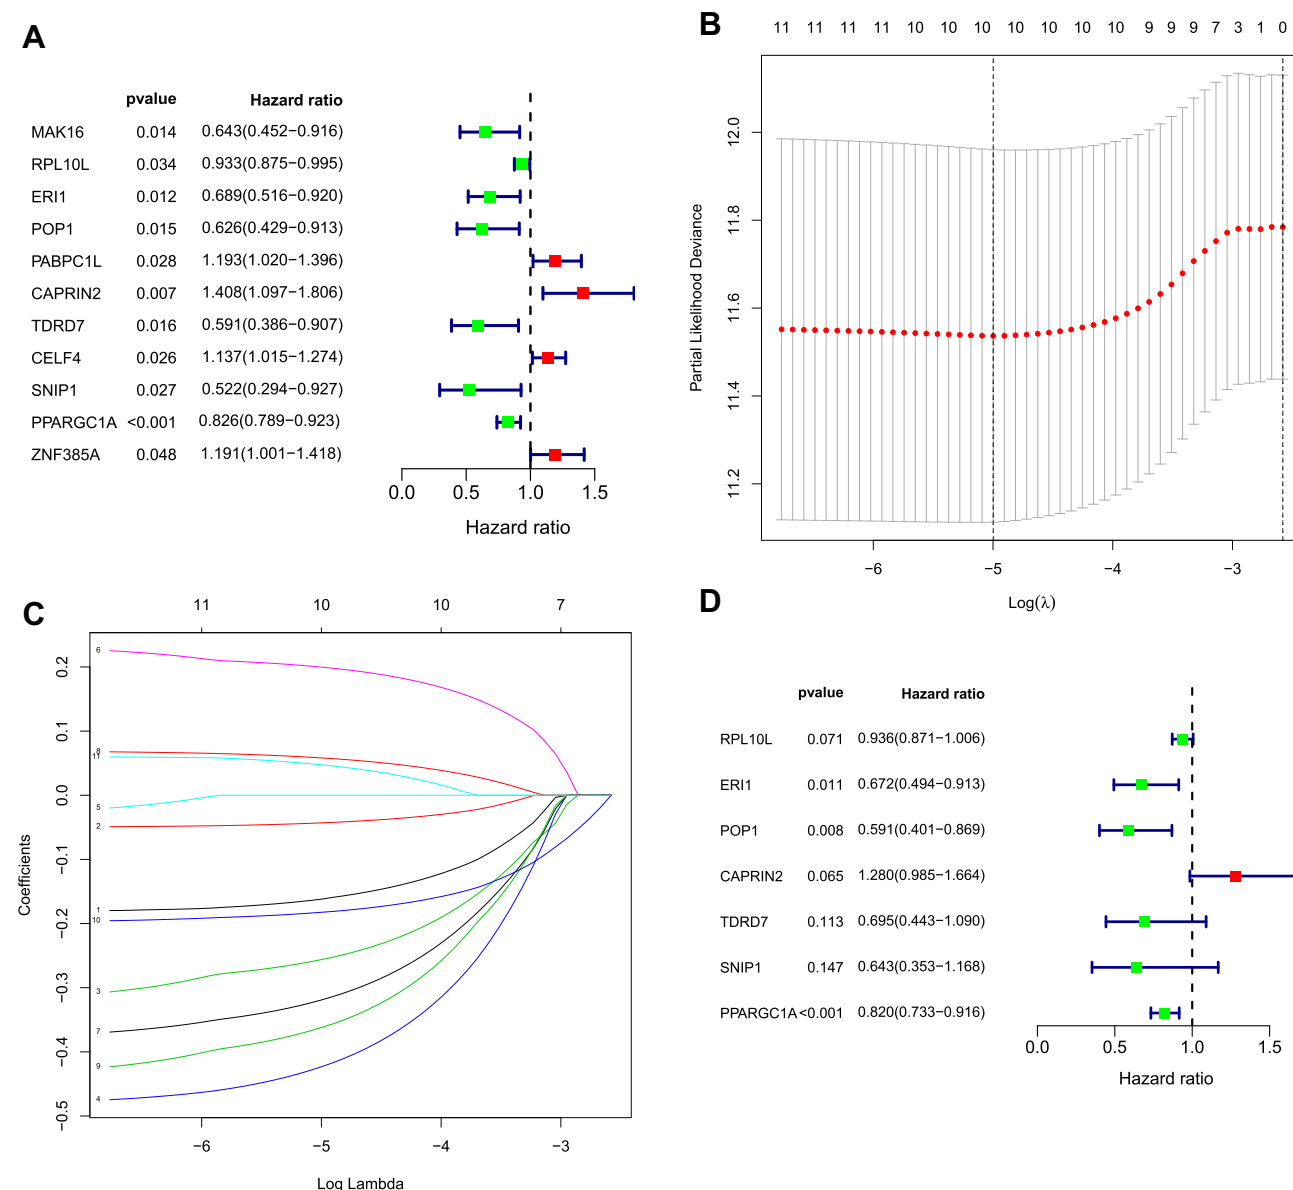 A
pvalue Hazard ratio
MAK16 0.014 0.643(0.452−0.916)
RPL10L 0.034 0.933(0.875−0.995)
ERI1 0.012 0.689(0.516−0.920)
POP1 0.015 0.626(0.429−0.913)
PABPC1L 0.028 1.193(1.020−1.396)
CAPRIN2 0.007 1.408(1.097−1.806)
TDRD7 0.016 0.591(0.386−0.907)
CELF4 0.026 1.137(1.015−1.274)
SNIP1 0.027 0.522(0.294−0.927)
PPARGC1A <0.001 0.826(0.789−0.923)
ZNF385A 0.048 1.191(1.001−1.418)
0.0 0.5 1.0 1.5
Hazard ratio
B
11 11 11 11 10 10 10 10 10 10 10 9 9 9 7 3 1 0
Partial Likelihood Deviance
12.0
11.8
11.6
11.4
11.2
−6 −5 −4 −3
Log(λ)
C
11 10 10 7
Coefficients
0.2
0.1
0.0
−0.1
−0.2
−0.3
−0.4
−0.5
6
8
11
5
2
1
10
3
7
9
4
−6 −5 −4 −3
Log Lambda
D
pvalue Hazard ratio
RPL10L 0.071 0.936(0.871−1.006)
ERI1 0.011 0.672(0.494−0.913)
POP1 0.008 0.591(0.401−0.869)
CAPRIN2 0.065 1.280(0.985−1.664)
TDRD7 0.113 0.695(0.443−1.090)
SNIP1 0.147 0.643(0.353−1.168)
PPARGC1A <0.001 0.820(0.733−0.916)
0.0 0.5 1.0 1.5
Hazard ratio